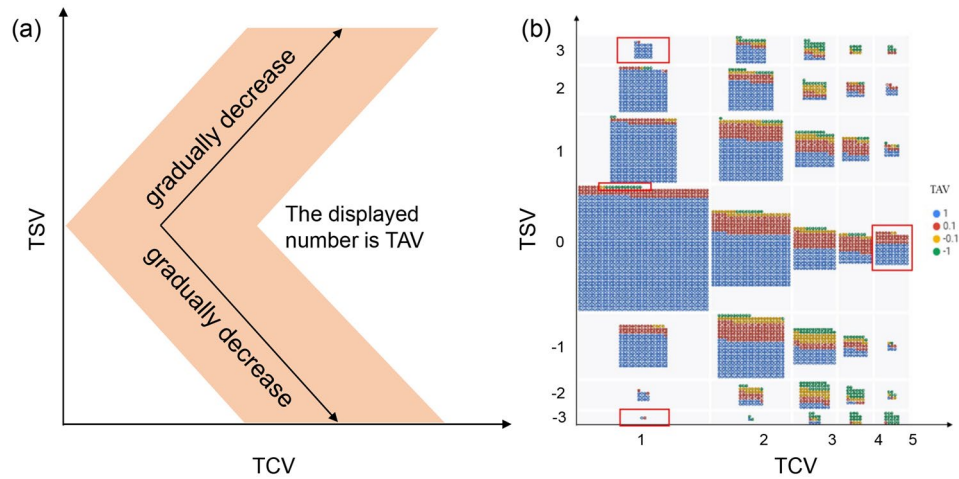 (a)
TSV
gradually decrease
gradually decrease
The displayed
number is TAV
TCV
(b)
TSV
3
2
1
0
-1
-2
-3
1
2
3
4
5
TCV
TAV
1
0.1
-0.1
-1